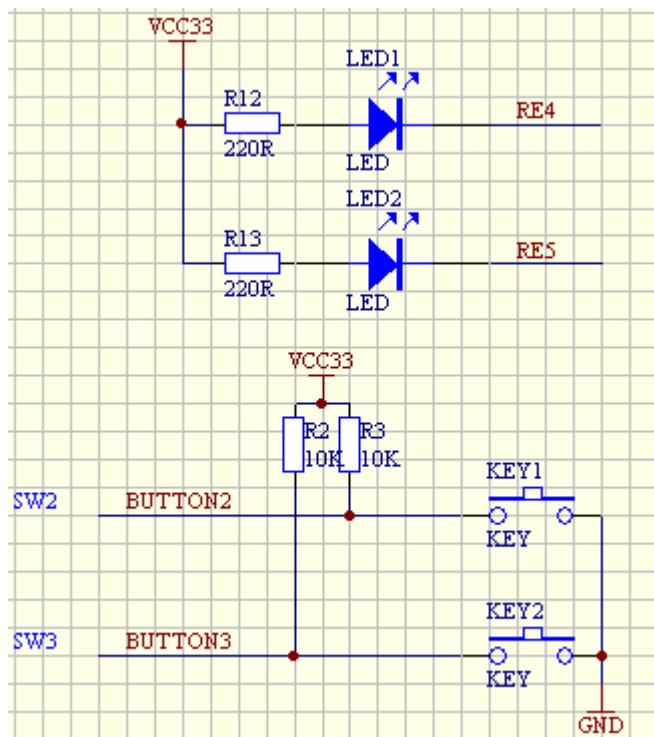 VCC33
LED1
R12
RE4
220R
LED
LED2
R13
RE5
220R
LED
VCC33
R2 R3
10K 10K
KEY1
SW2 BUTTON2
KEY
KEY2
SW3 BUTTON3
KEY
GND